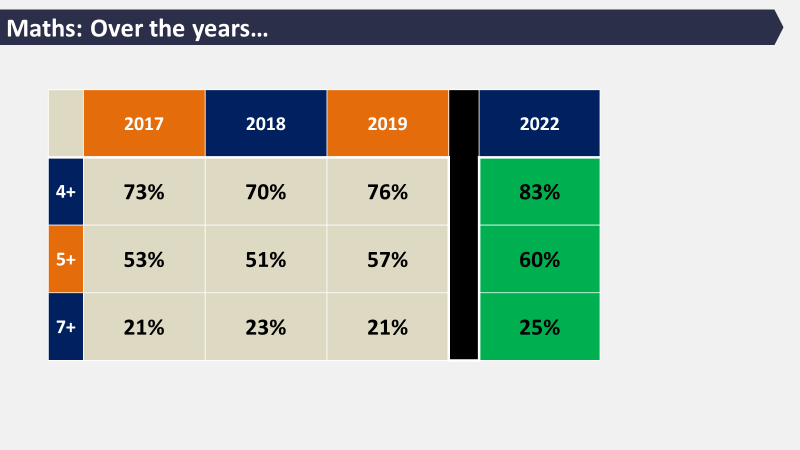 Maths: Over the years…
2017 2018 2019 2022
4+ 73% 70% 76% 83%
5+ 53% 51% 57% 60%
7+ 21% 23% 21% 25%